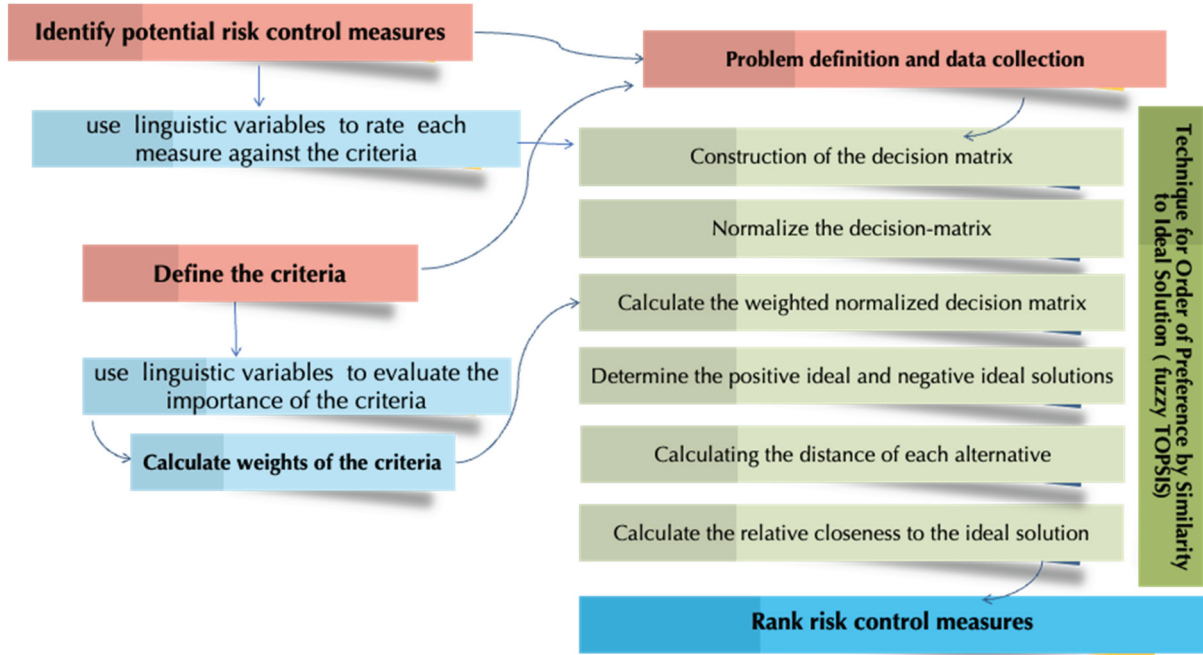 Identify potential risk control measures
use linguistic variables to rate each
measure against the criteria
Define the criteria
use linguistic variables to evaluate the
importance of the criteria
Calculate weights of the criteria
Problem definition and data collection
Construction of the decision matrix
Normalize the decision-matrix
Calculate the weighted normalized decision matrix
Determine the positive ideal and negative ideal solutions
Calculating the distance of each alternative
Calculate the relative closeness to the ideal solution
Rank risk control measures
Technique for Order of Preference by Similarity
to Ideal Solution ( fuzzy TOPSIS)